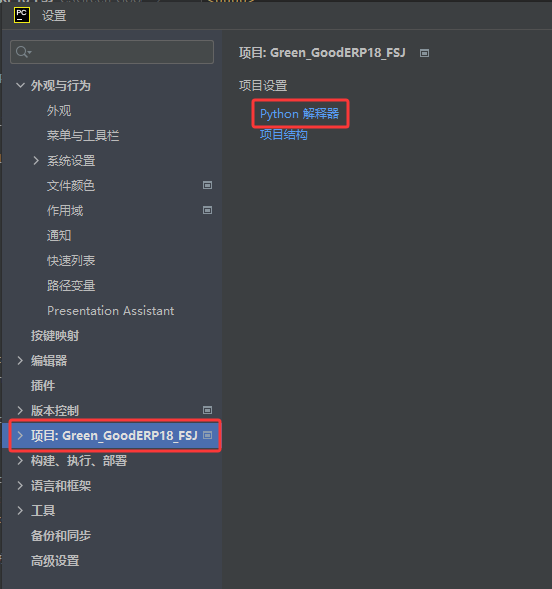 PC 设置
外观与行为
外观
菜单与工具栏
系统设置
文件颜色
作用域
通知
快速列表
路径变量
Presentation Assistant
按键映射
编辑器
插件
版本控制
项目: Green_GoodERP18_FSJ
构建、执行、部署
语言和框架
工具
备份和同步
高级设置
项目: Green_GoodERP18_FSJ
项目设置
Python 解释器
项目结构